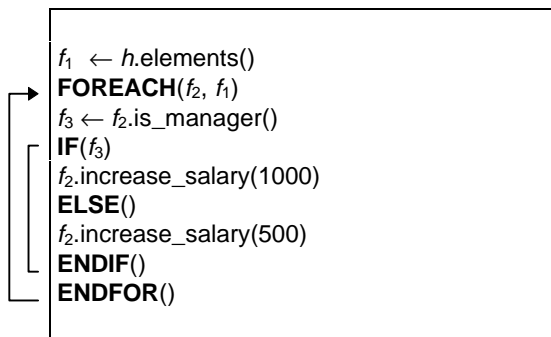 f₁ ← h.elements()
FOREACH(f₂, f₁)
f₃ ← f₂.is_manager()
IF(f₃)
f₂.increase_salary(1000)
ELSE()
f₂.increase_salary(500)
ENDIF()
ENDFOR()